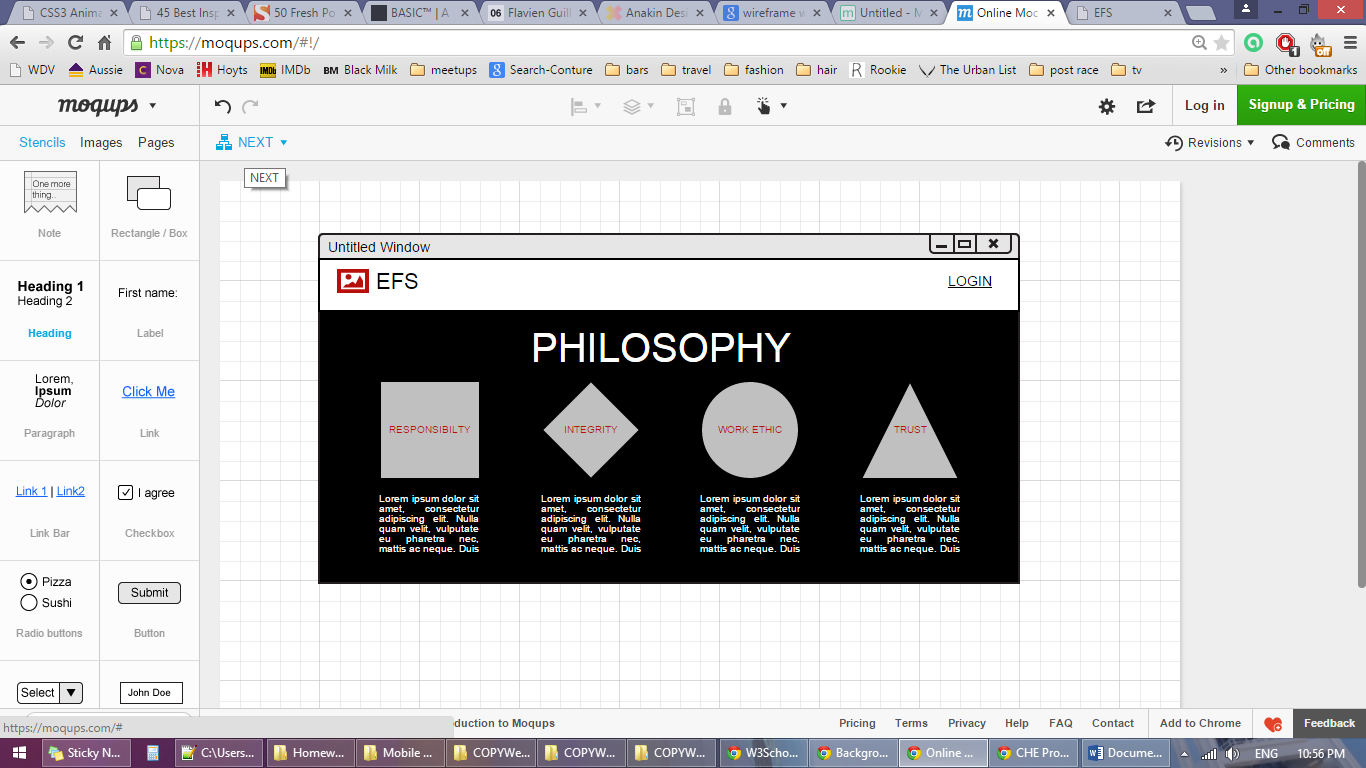 CSS3 Anima
45 Best Insp
50 Fresh Po
BASIC™ | A
06 Flavien Guill
Anakin Desi
wireframe w
Untitled - M
Online Moc
EFS
https://moqups.com/#!/
WDV
Aussie
Nova
Hoyts
IMDb IMDb
BM Black Milk
meetups
Search-Conture
bars
travel
fashion
hair
R Rookie
The Urban List
post race
tv
»
Other bookmarks
1
off
moqups
Log in
Signup & Pricing
Stencils Images Pages
NEXT
Revisions
Comments
NEXT
One more
thing..
Note
Rectangle / Box
Heading 1
Heading 2
Heading
First name:
Label
Lorem,
Ipsum
Dolor
Paragraph
Click Me
Link
Link 1 | Link2
Link Bar
I agree
Checkbox
Pizza
Sushi
Radio buttons
Submit
Button
Select
John Doe
Untitled Window
EFS
LOGIN
PHILOSOPHY
RESPONSIBILTY
INTEGRITY
WORK ETHIC
TRUST
Lorem ipsum dolor sit
amet, consectetur
adipiscing elit. Nulla
quam velit, vulputate
eu pharetra nec,
mattis ac neque. Duis
Lorem ipsum dolor sit
amet, consectetur
adipiscing elit. Nulla
quam velit, vulputate
eu pharetra nec,
mattis ac neque. Duis
Lorem ipsum dolor sit
amet, consectetur
adipiscing elit. Nulla
quam velit, vulputate
eu pharetra nec,
mattis ac neque. Duis
Lorem ipsum dolor sit
amet, consectetur
adipiscing elit. Nulla
quam velit, vulputate
eu pharetra nec,
mattis ac neque. Duis
https://moqups.com/#
duction to Moqups
Pricing
Terms
Privacy
Help
FAQ
Contact
Add to Chrome
Feedback
Sticky N...
C:\Users...
Homew...
Mobile ...
COPYWe...
COPYW...
COPYW...
W3Scho...
Backgro...
Online ...
CHE Pro...
Docume...
ENG
10:56 PM